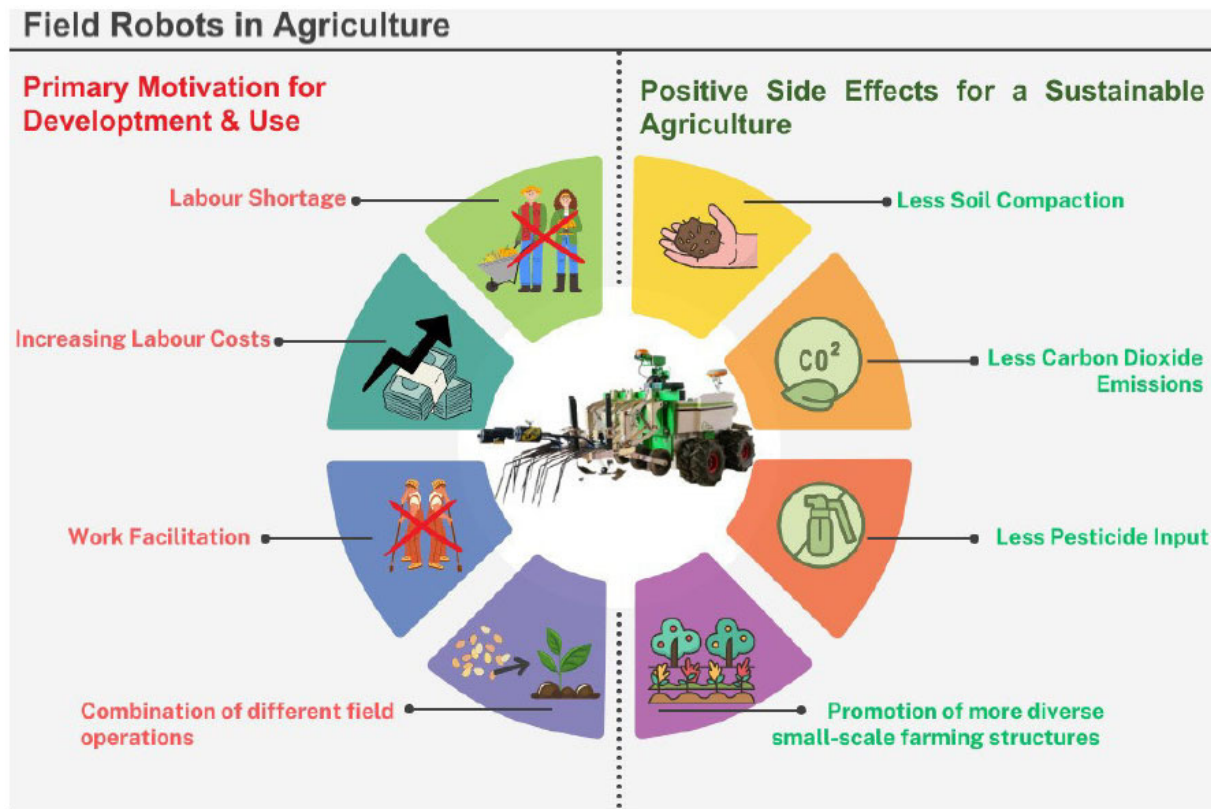 Field Robots in Agriculture
Primary Motivation for
Developtment & Use
Labour Shortage
Increasing Labour Costs
Work Facilitation
Combination of different field
operations
Positive Side Effects for a Sustainable
Agriculture
Less Soil Compaction
CO²
Less Carbon Dioxide
Emissions
Less Pesticide Input
Promotion of more diverse
small-scale farming structures